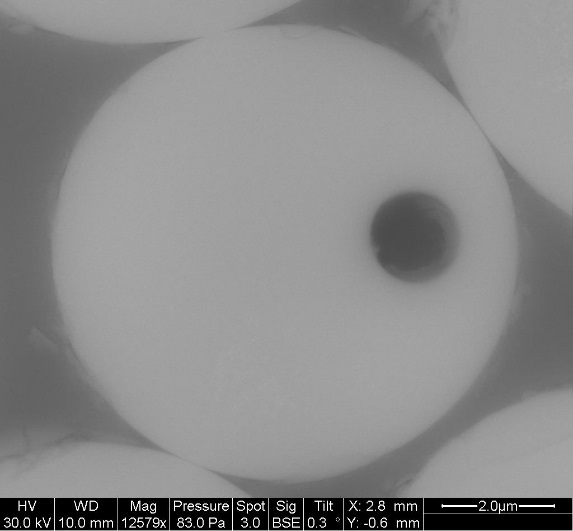 HV WD Mag Pressure Spot Sig Tilt X: 2.8 mm 2.0µm
30.0 kV 10.0 mm 12579x 83.0 Pa 3.0 BSE 0.3 ° Y: -0.6 mm